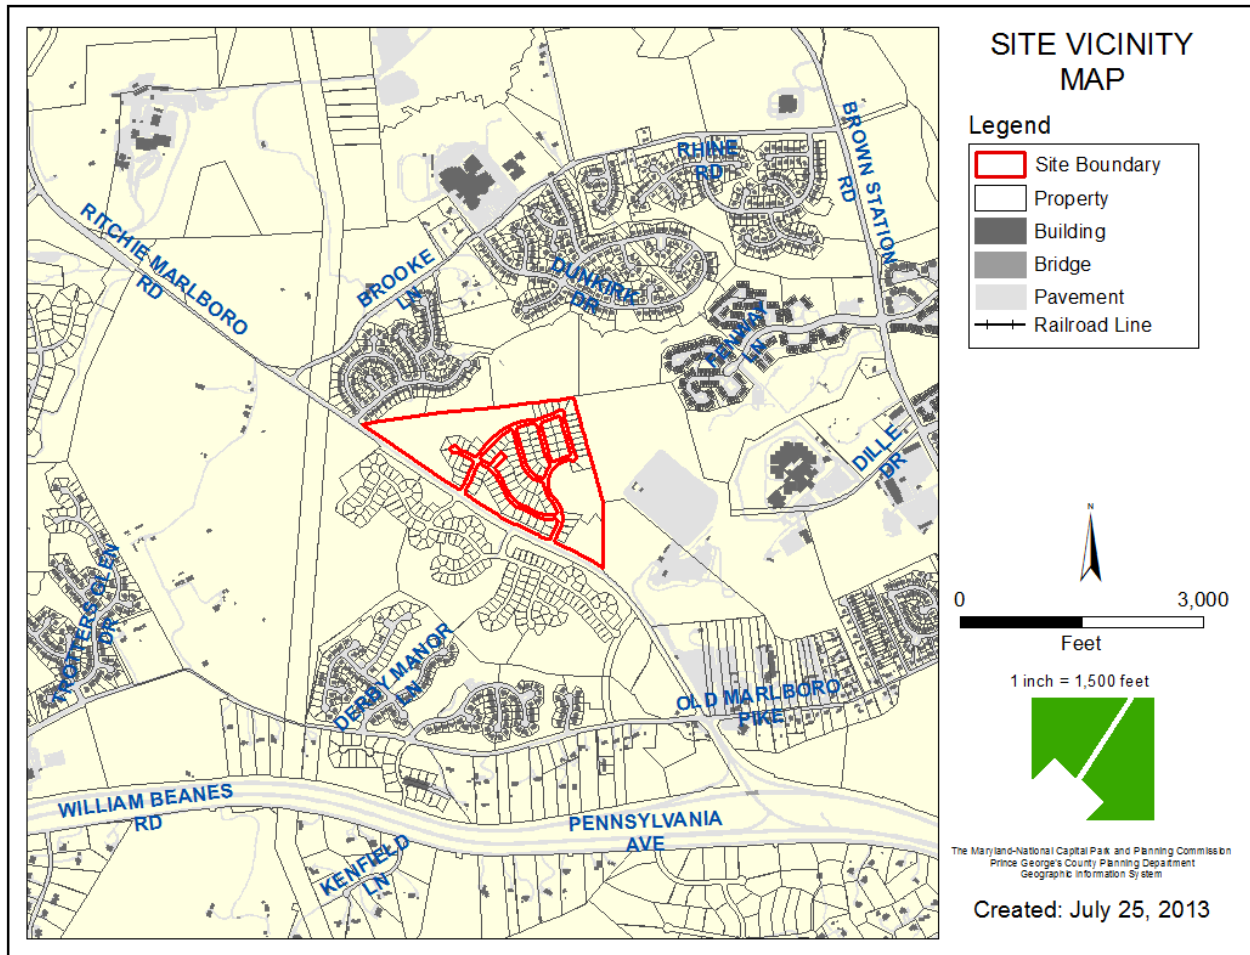 SITE VICINITY
MAP
Legend
Site Boundary
Property
Building
Bridge
Pavement
Railroad Line
RHINE
RD
BROWN STATION
RD
RITCHIE MARLBORO
RD
BROOKE
LN
DUNKIRK
DR
FENWAY
LN
DILLE
DR
TROTTERS GLEN
DR
DERBY MANOR
LN
OLD MARLBORO
PIKE
WILLIAM BEANES
RD
PENNSYLVANIA
AVE
KENFIELD
LN
N
0 3,000
Feet
1 inch = 1,500 feet
The Maryland-National Capital Park and Planning Commission
Prince George's County Planning Department
Geographic Information System
Created: July 25, 2013